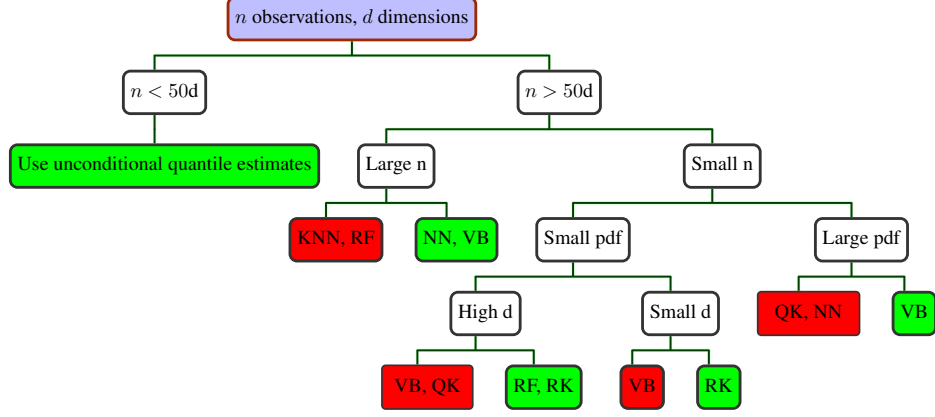 n observations, d dimensions
n < 50d
n > 50d
Use unconditional quantile estimates
Large n
Small n
KNN, RF
NN, VB
Small pdf
Large pdf
High d
Small d
QK, NN
VB
VB, QK
RF, RK
VB
RK